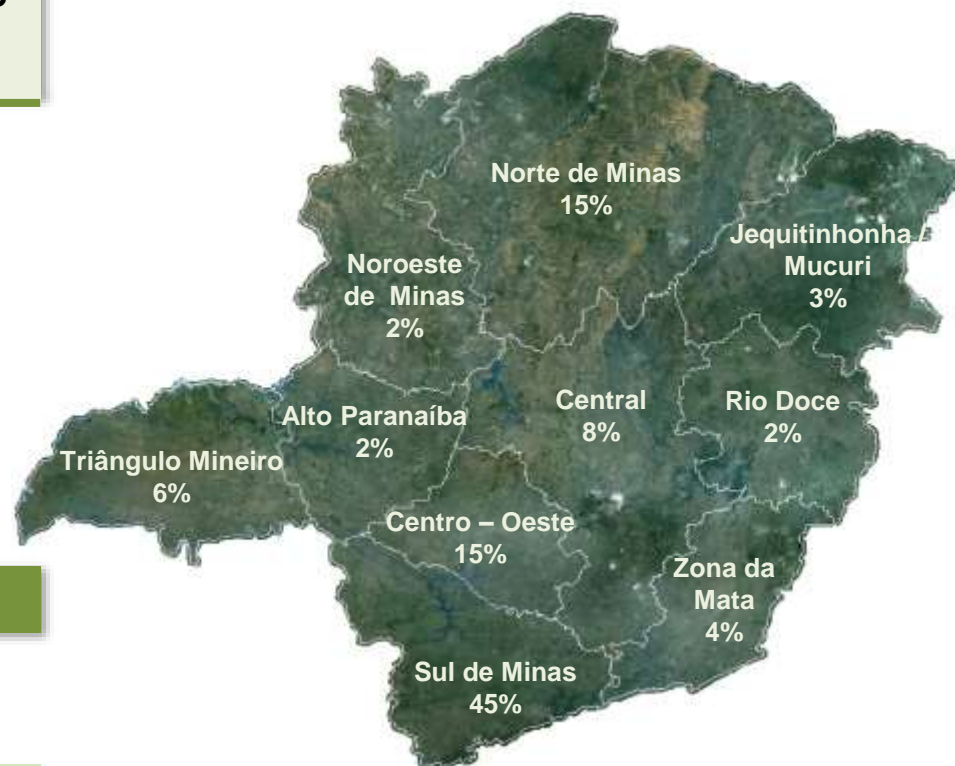 Norte de Minas
15%
Jequitinhonha /
Mucuri
3%
Noroeste
de Minas
2%
Central
8%
Rio Doce
2%
Alto Paranaíba
2%
Triângulo Mineiro
6%
Centro – Oeste
15%
Zona da
Mata
4%
Sul de Minas
45%